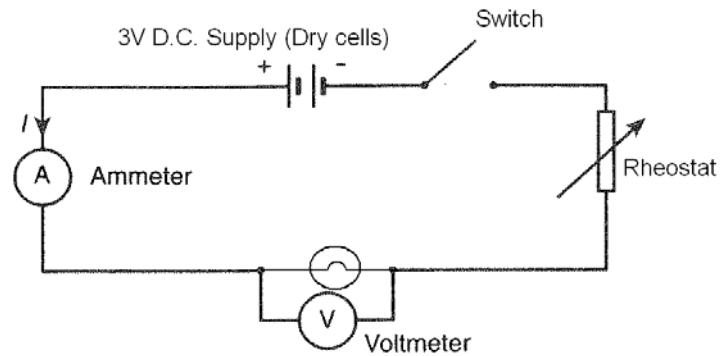 Switch
3V D.C. Supply (Dry cells)
+ -
I
A Ammeter
Rheostat
V
Voltmeter